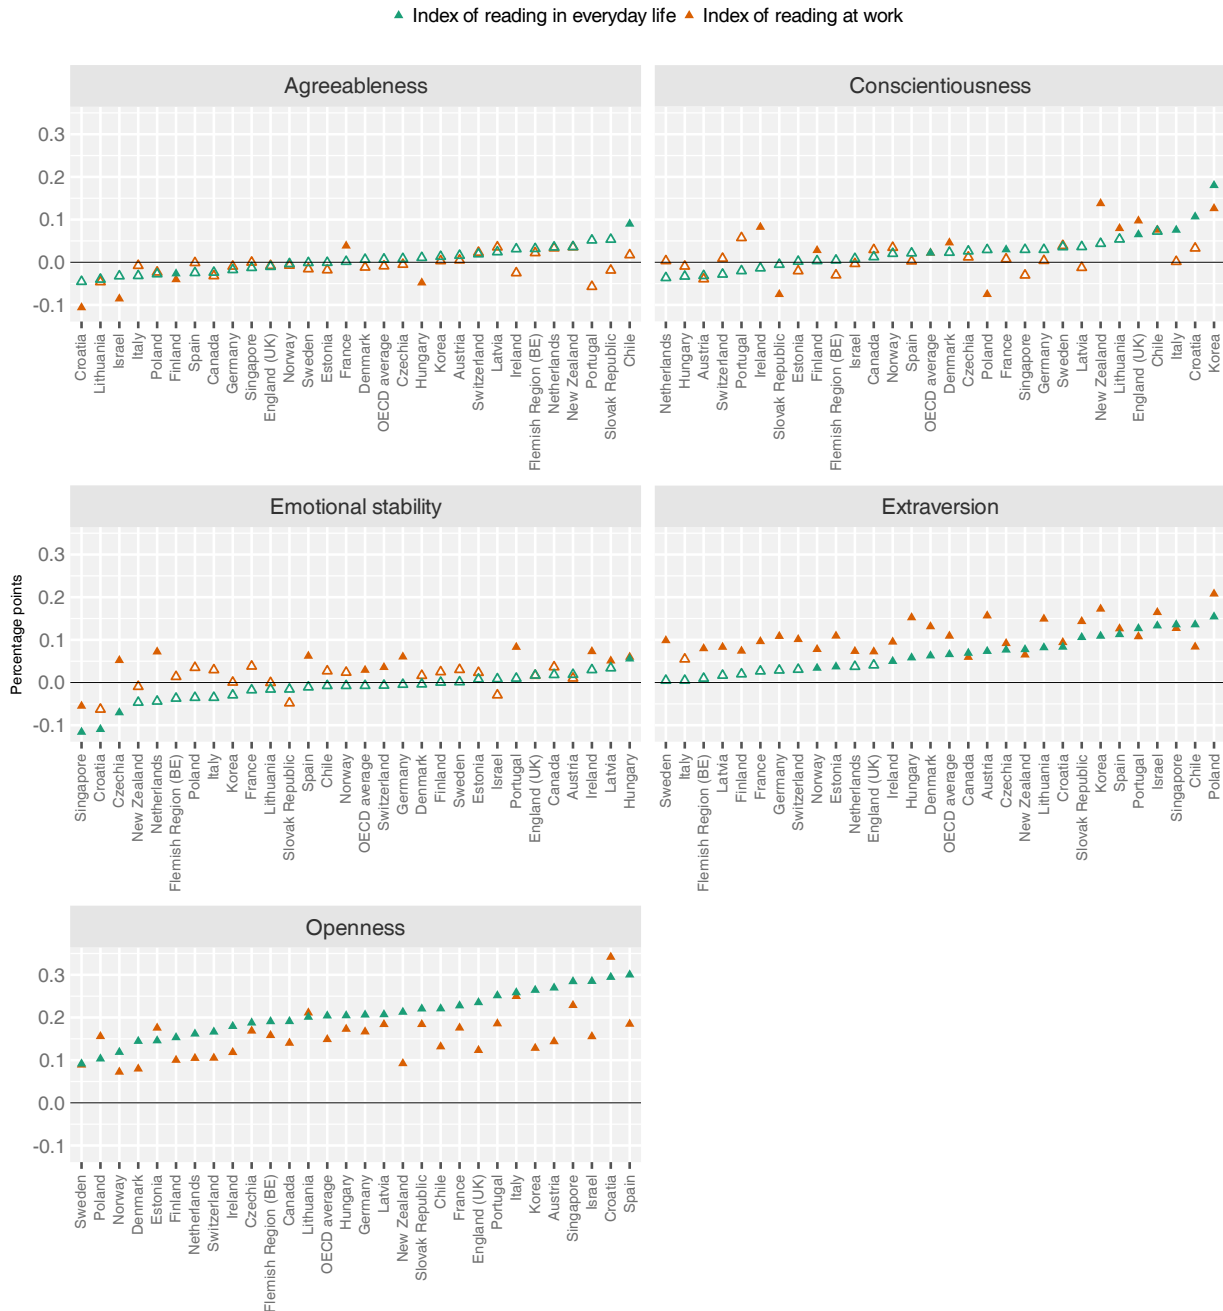 Index of reading in everyday life Index of reading at work
Agreeableness
Conscientiousness
0.3
0.2
0.1
0.0
-0.1
Croatia
Lithuania
Israel
Italy
Poland
Finland
Spain
Canada
Germany
Singapore
England (UK)
Norway
Sweden
Estonia
France
Denmark
OECD average
Czechia
Hungary
Korea
Austria
Switzerland
Latvia
Ireland
Flemish Region (BE)
Netherlands
New Zealand
Portugal
Slovak Republic
Chile
Netherlands
Hungary
Austria
Switzerland
Portugal
Ireland
Slovak Republic
Estonia
Finland
Flemish Region (BE)
Israel
Canada
Norway
Spain
OECD average
Denmark
Czechia
Poland
France
Singapore
Germany
Sweden
Latvia
New Zealand
Lithuania
England (UK)
Chile
Italy
Croatia
Korea
Percentage points
Emotional stability
Extraversion
0.3
0.2
0.1
0.0
-0.1
Singapore
Croatia
Czechia
New Zealand
Netherlands
Flemish Region (BE)
Poland
Italy
Korea
France
Lithuania
Slovak Republic
Spain
Chile
Norway
OECD average
Switzerland
Germany
Denmark
Finland
Sweden
Estonia
Israel
Portugal
England (UK)
Canada
Austria
Ireland
Latvia
Hungary
Sweden
Italy
Flemish Region (BE)
Latvia
Finland
France
Germany
Switzerland
Norway
Estonia
Netherlands
England (UK)
Ireland
Hungary
Denmark
OECD average
Canada
Austria
Czechia
New Zealand
Lithuania
Croatia
Slovak Republic
Korea
Spain
Portugal
Israel
Singapore
Chile
Poland
Openness
0.3
0.2
0.1
0.0
-0.1
Sweden
Poland
Norway
Denmark
Estonia
Finland
Netherlands
Switzerland
Ireland
Czechia
Flemish Region (BE)
Canada
Lithuania
OECD average
Hungary
Germany
Latvia
New Zealand
Slovak Republic
Chile
France
England (UK)
Portugal
Italy
Korea
Austria
Singapore
Israel
Croatia
Spain